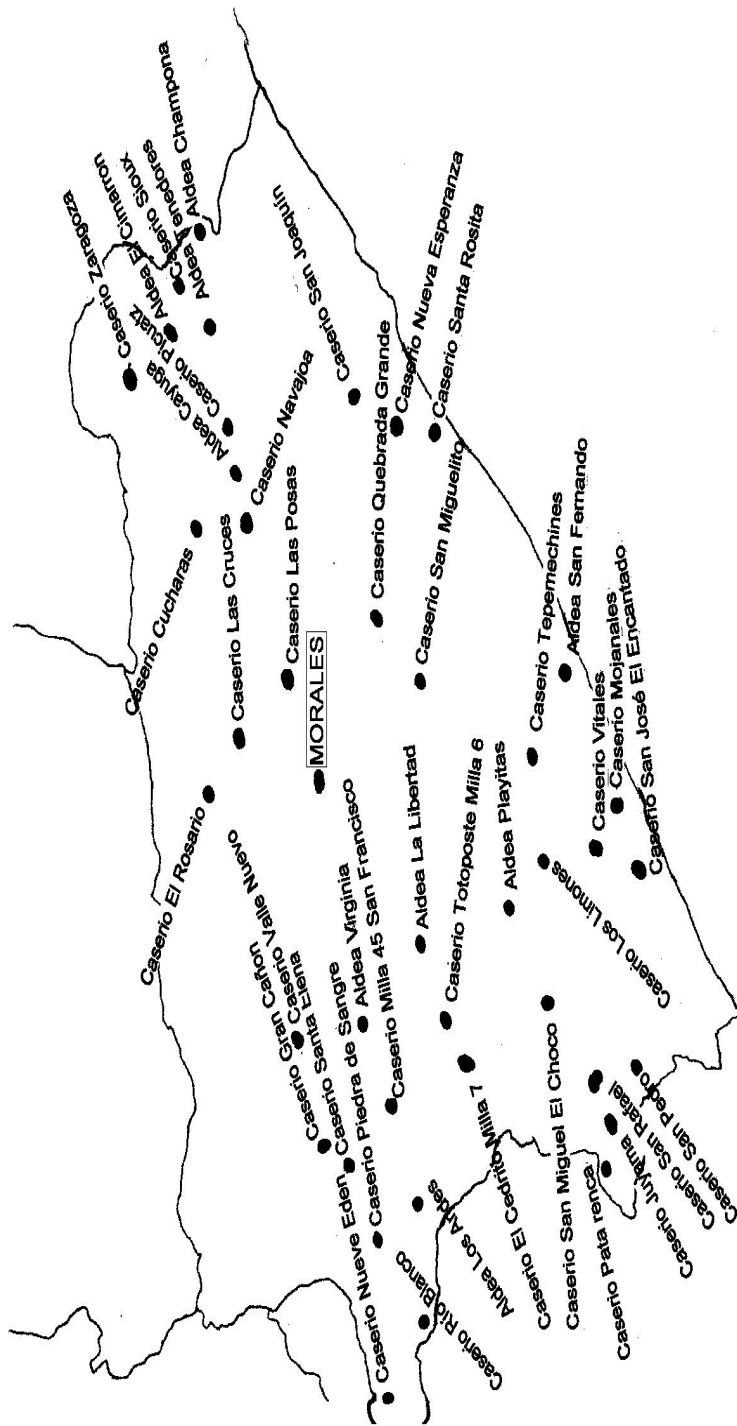 Caserio Zaragoza
Aldea El Cimarron
Caserio Sioux
Aldea Tenedores
Aldea Champona
Caserio Picuatz
Aldea Cayuga
Caserio Navajoa
Caserio Cucharas
Caserio San Joaquín
Caserio Las Cruces
Caserio Las Posas
Caserio Quebrada Grande
Caserio Nueva Esperanza
Caserio Santa Rosita
Caserio San Miguelito
MORALES
Caserio El Rosario
Caserio Tepemechines
Aldea San Fernando
Caserio Vitales
Caserio Mojanales
Caserio San José El Encantado
Caserio Valle Nuevo
Caserio Gran Cañon
Caserio Santa Elena
Caserio Piedra de Sangre
Aldea Virginia
Caserio Milla 45 San Francisco
Aldea La Libertad
Caserio Totoposte Milla 6
Aldea Playitas
Caserio Los Limones
Caserio Nueve Eden
Caserio Río Blanco
Aldea Los Andes
Caserio El Cedrito Milla 7
Caserio San Miguel El Choco
Caserio Pata renca
Caserio Juyama
Caserio San Rafael
Caserio San Pedro